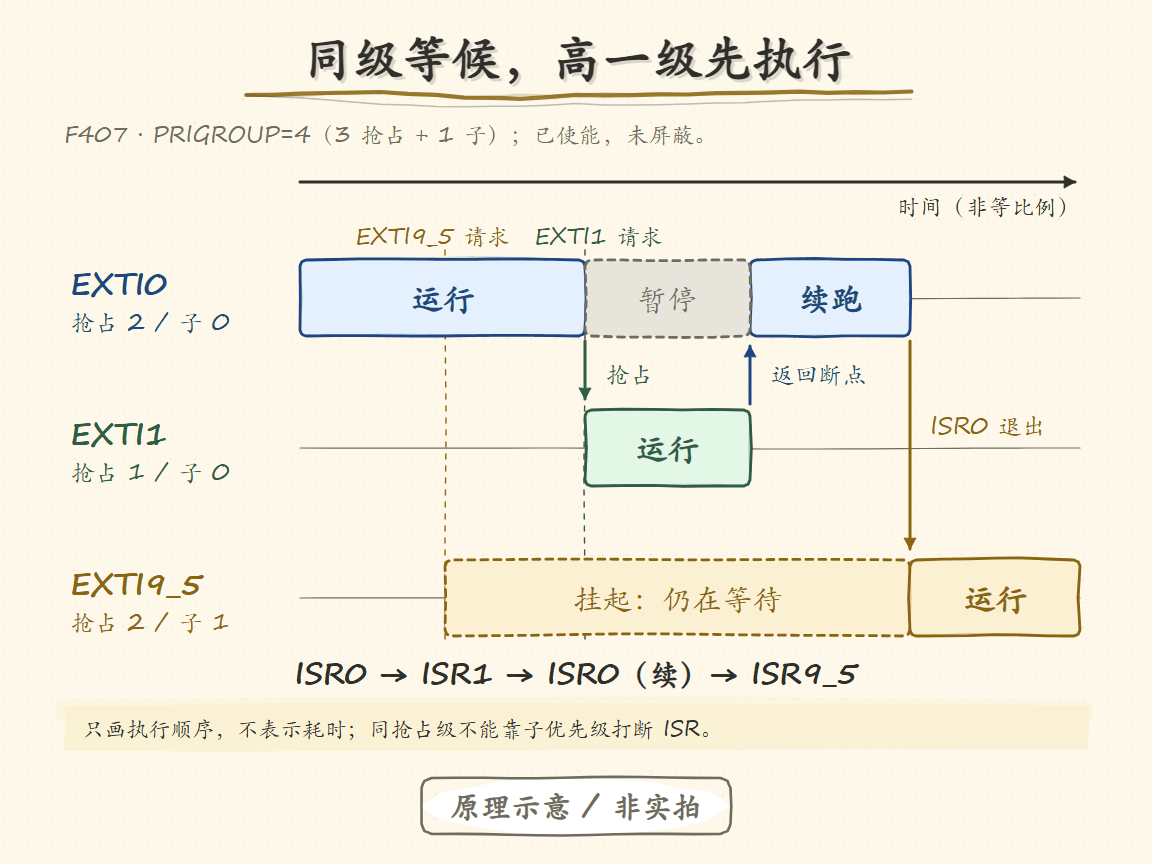 同级等候，高一级先执行
F407 · PRIGROUP=4（3 抢占 + 1 子）；已使能，未屏蔽。
时间（非等比例）
EXTI9_5 请求 EXTI1 请求
EXTI0
抢占 2 / 子 0
运行
暂停
续跑
抢占
返回断点
EXTI1
抢占 1 / 子 0
运行
ISR0 退出
EXTI9_5
抢占 2 / 子 1
挂起：仍在等待
运行
ISR0 → ISR1 → ISR0（续）→ ISR9_5
只画执行顺序，不表示耗时；同抢占级不能靠子优先级打断 ISR。
原理示意 / 非实拍